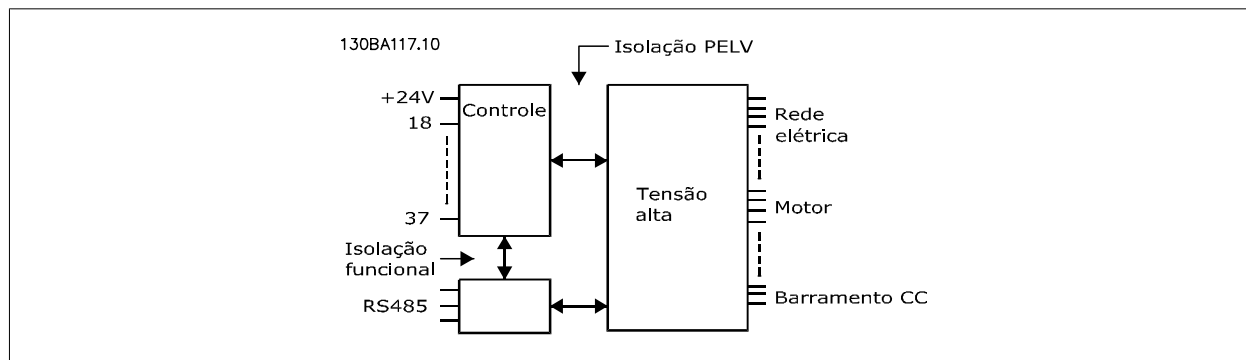 130BA117.10
Isolação PELV
+24V
Controle
18
37
Tensão
alta
Rede
elétrica
Motor
Isolação
funcional
RS485
Barramento CC